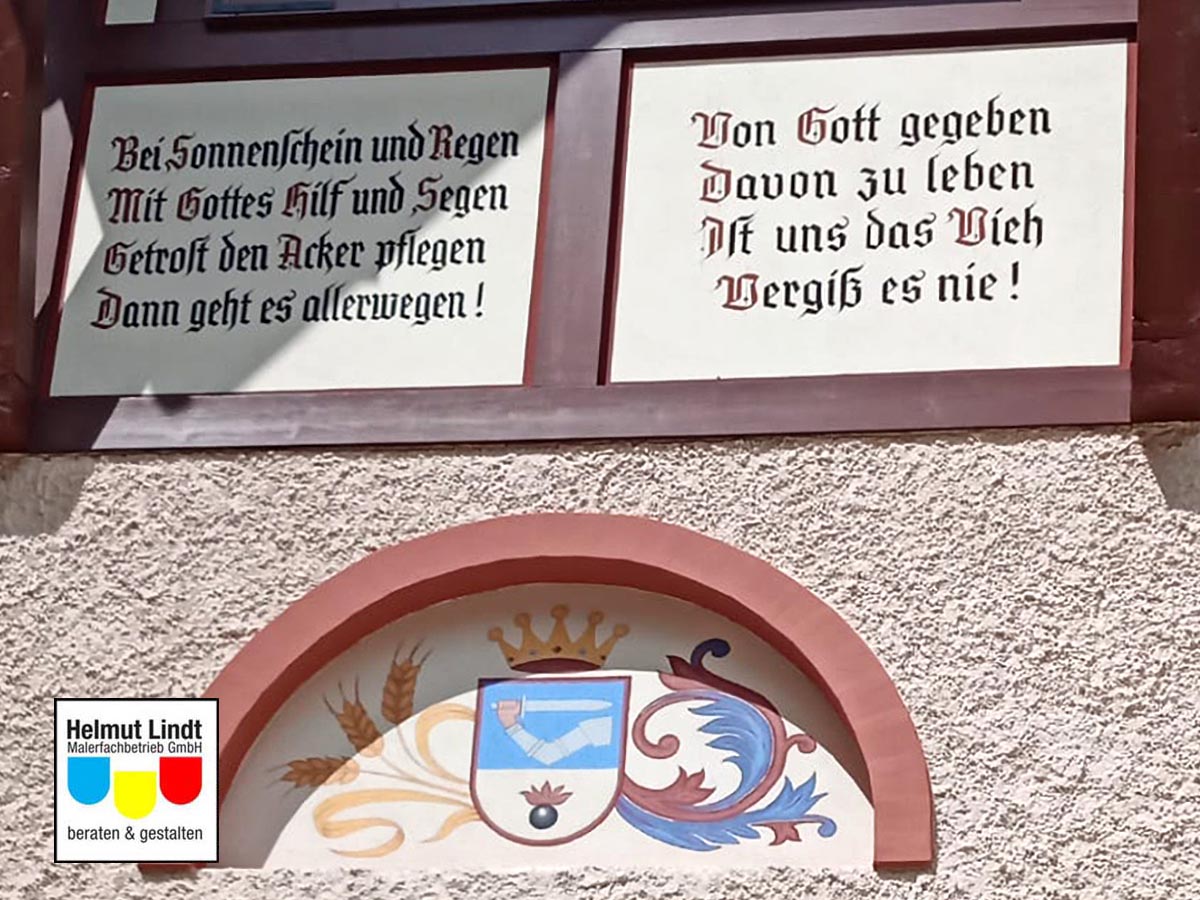 Bei Sonnenschein und Regen
Mit Gottes Hilf und Segen
Getrost den Acker pflegen
Dann geht es allerwegen!
Von Gott gegeben
Davon zu leben
Ist uns das Vieh
Vergiß es nie!
Helmut Lindt
Malerfachbetrieb GmbH
beraten & gestalten